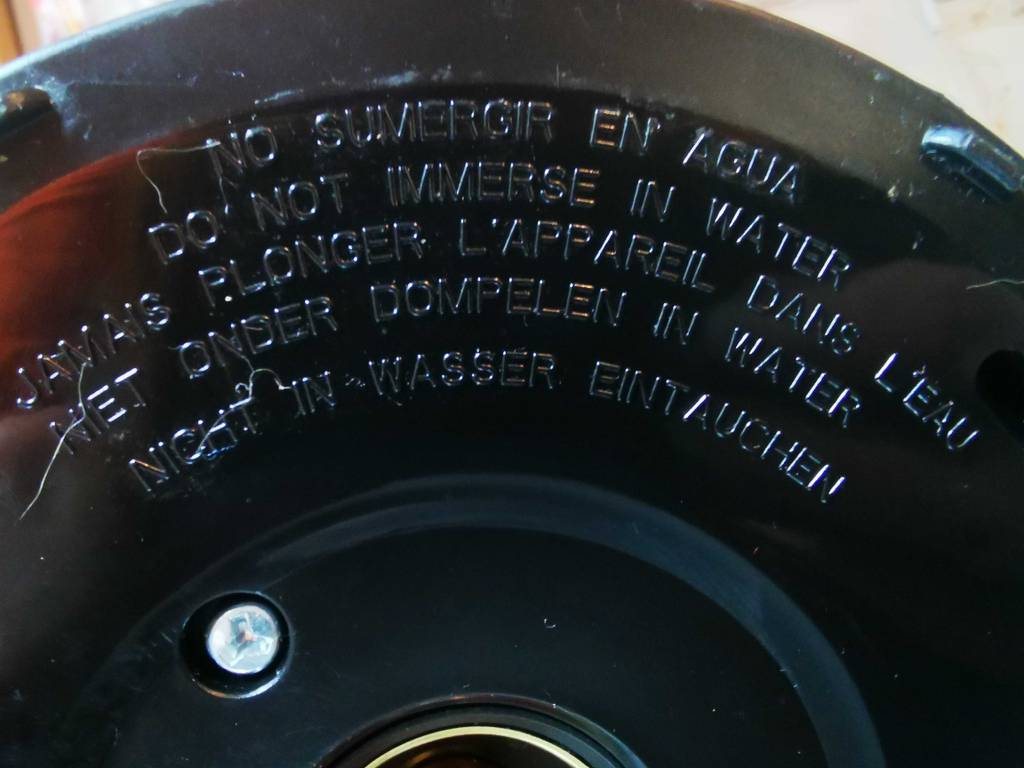 NO SUMERGIR EN AGUA
DO NOT IMMERSE IN WATER
JAMAIS PLONGER L'APPAREIL DANS L'EAU
NIET ONDER DOMPELEN IN WATER
NICHT IN WASSER EINTAUCHEN